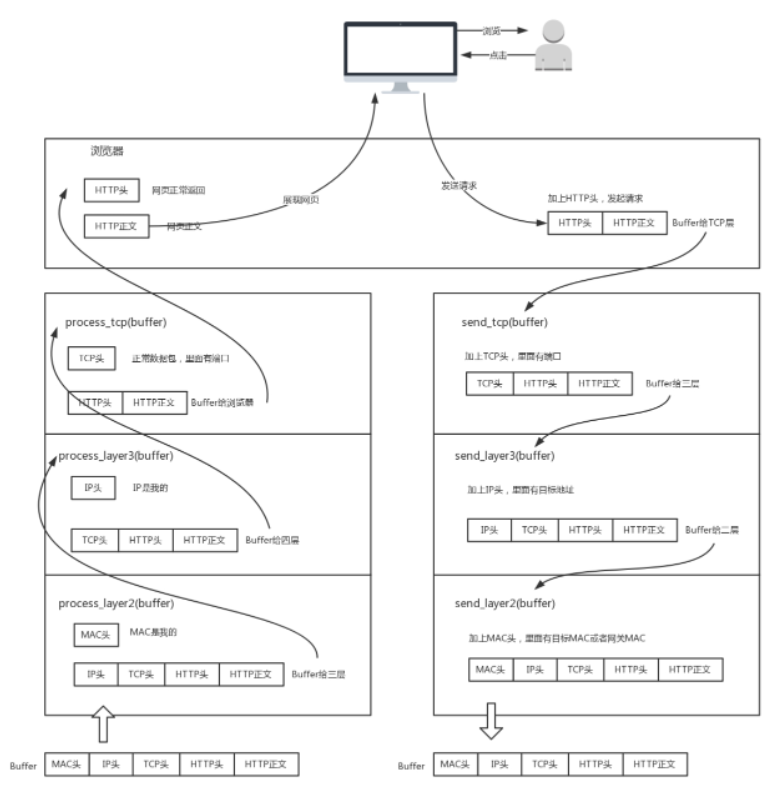 浏览
点击
浏览器
HTTP头
网页正常返回
HTTP正文
网页正文
展现网页
发送请求
加上HTTP头，发起请求
HTTP头
HTTP正文
Buffer给TCP层
process_tcp(buffer)
TCP头
正常数据包，里面有端口
HTTP头
HTTP正文
Buffer给浏览器
process_layer3(buffer)
IP头
IP是我的
TCP头
HTTP头
HTTP正文
Buffer给四层
process_layer2(buffer)
MAC头
MAC是我的
IP头
TCP头
HTTP头
HTTP正文
Buffer给三层
Buffer
MAC头
IP头
TCP头
HTTP头
HTTP正文
send_tcp(buffer)
加上TCP头，里面有端口
TCP头
HTTP头
HTTP正文
Buffer给三层
send_layer3(buffer)
加上IP头，里面有目标地址
IP头
TCP头
HTTP头
HTTP正文
Buffer给二层
send_layer2(buffer)
加上MAC头，里面有目标MAC或者网关MAC
MAC头
IP头
TCP头
HTTP头
HTTP正文
Buffer
MAC头
IP头
TCP头
HTTP头
HTTP正文